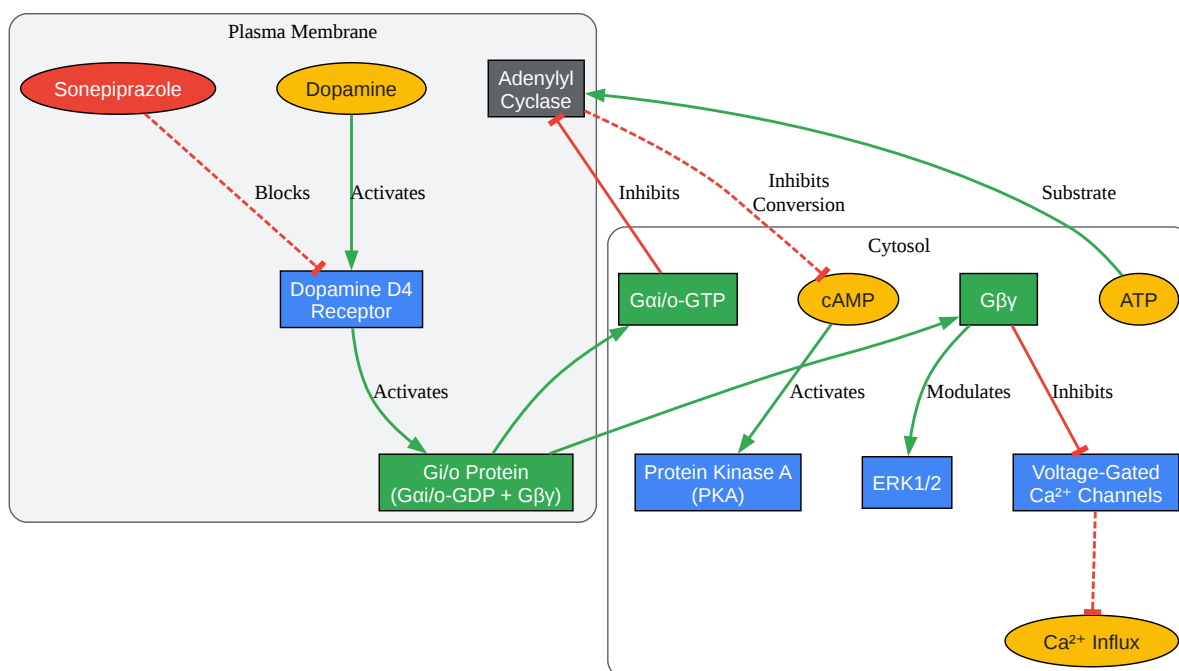 Plasma Membrane
Sonepiprazole
Dopamine
Adenylyl
Cyclase
Blocks
Activates
Inhibits
Inhibits
Conversion
Substrate
Cytosol
Dopamine D4
Receptor
Gαi/o-GTP
cAMP
Gβγ
ATP
Activates
Activates
Modulates
Inhibits
Gi/o Protein
(Gαi/o-GDP + Gβγ)
Protein Kinase A
(PKA)
ERK1/2
Voltage-Gated
Ca²⁺ Channels
Ca²⁺ Influx